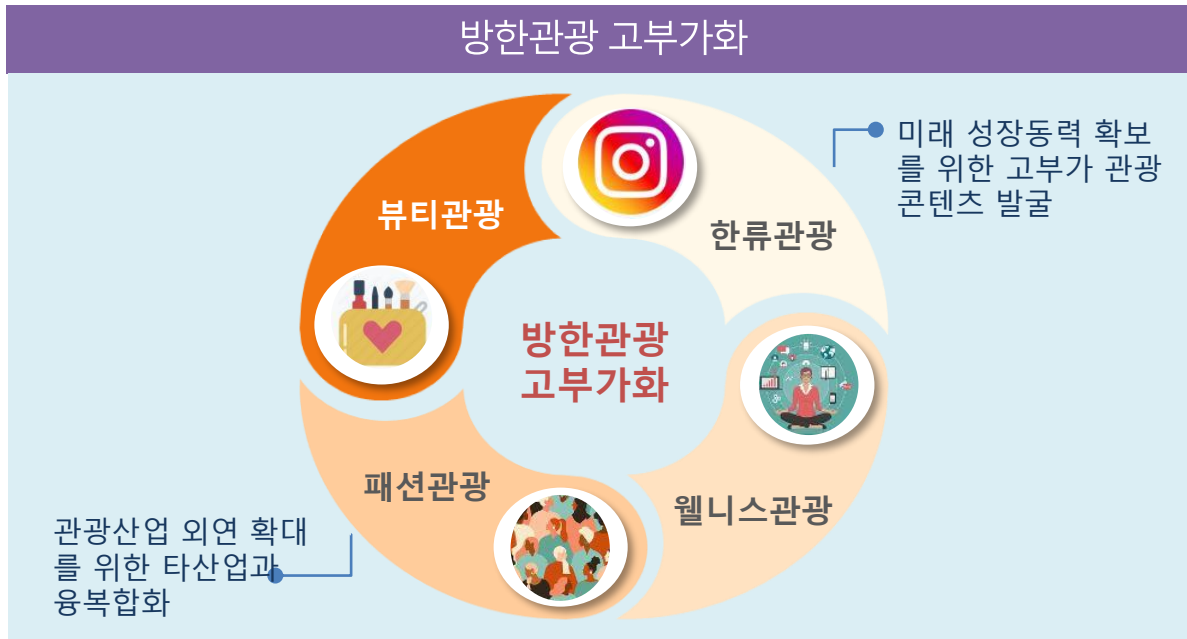 방한관광 고부가화
뷰티관광
한류관광
미래 성장동력 확보
를 위한 고부가 관광
콘텐츠 발굴
방한관광
고부가화
패션관광
웰니스관광
관광산업 외연 확대
를 위한 타산업과
융복합화